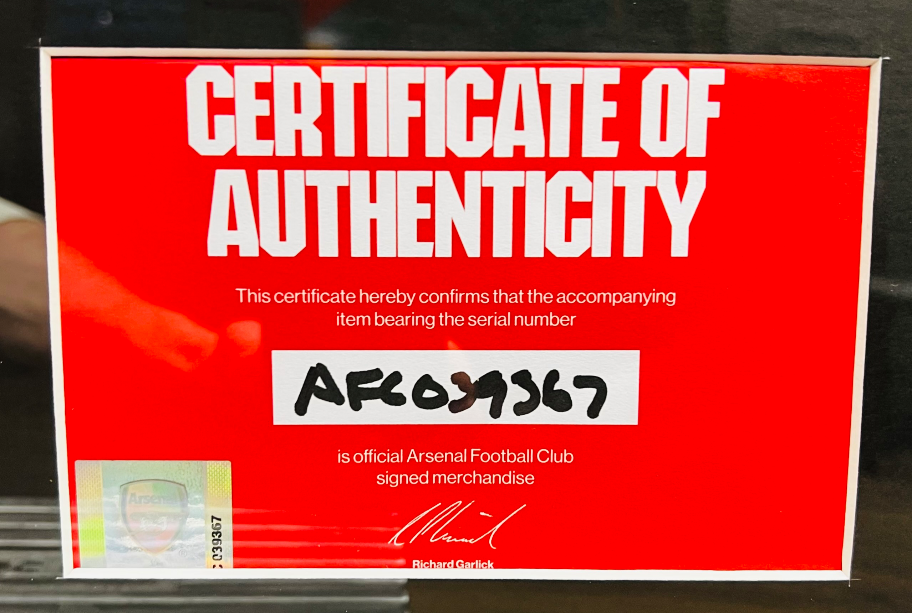 CERTIFICATE OF
AUTHENTICITY
This certificate hereby confirms that the accompanying
item bearing the serial number
AFC039367
is official Arsenal Football Club
signed merchandise
Arsenal
C 039367
Richard Garlick